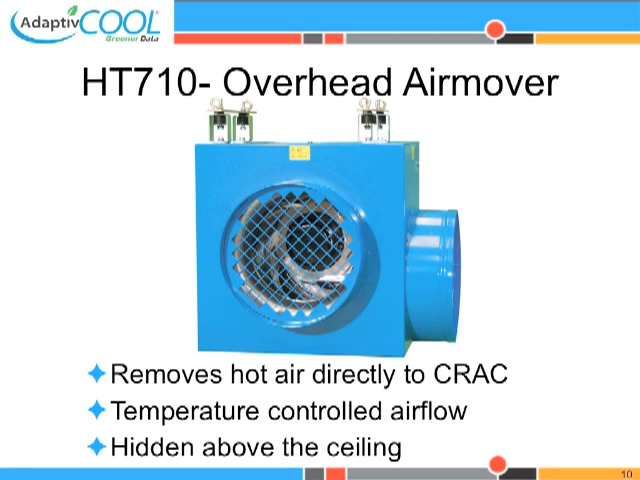 AdaptivCOOL
Greener Data
HT710- Overhead Airmover
Removes hot air directly to CRAC
Temperature controlled airflow
Hidden above the ceiling
10